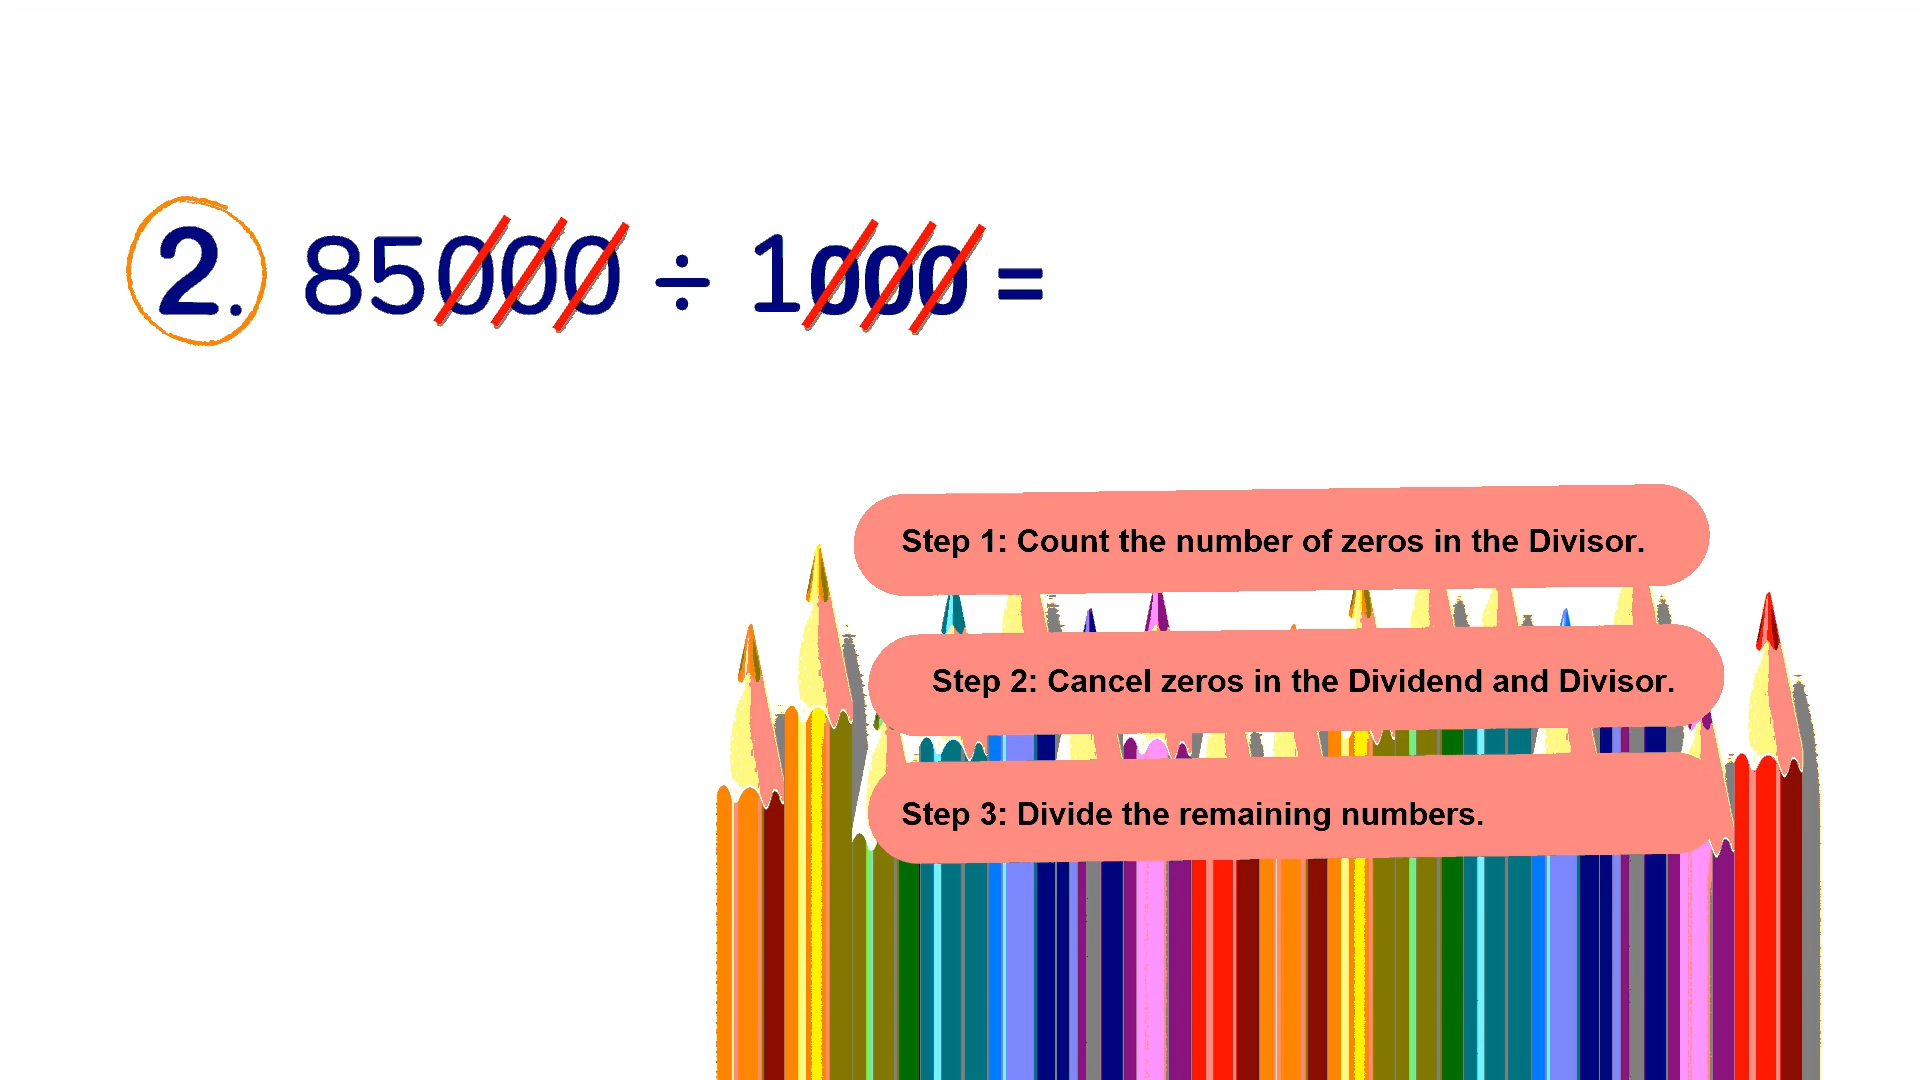 2. 85000 ÷ 1000 =
Step 1: Count the number of zeros in the Divisor.
Step 2: Cancel zeros in the Dividend and Divisor.
Step 3: Divide the remaining numbers.